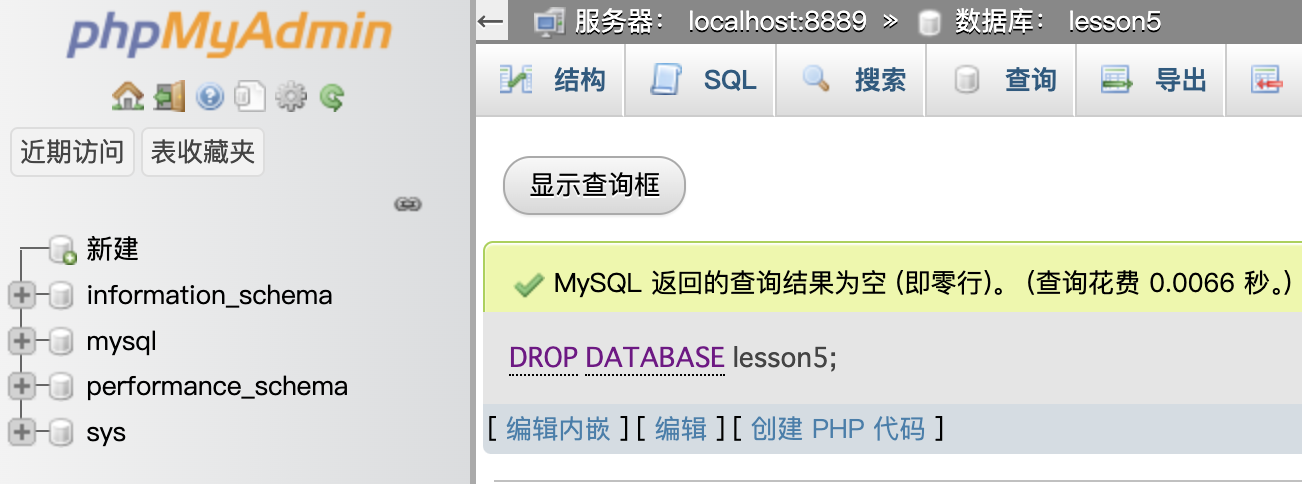 phpMyAdmin
近期访问 表收藏夹
新建
information_schema
mysql
performance_schema
sys
← 服务器: localhost:8889 » 数据库: lesson5
结构 SQL 搜索 查询 导出
显示查询框
MySQL 返回的查询结果为空 (即零行)。 (查询花费 0.0066 秒。)
DROP DATABASE lesson5;
[ 编辑内嵌 ] [ 编辑 ] [ 创建 PHP 代码 ]